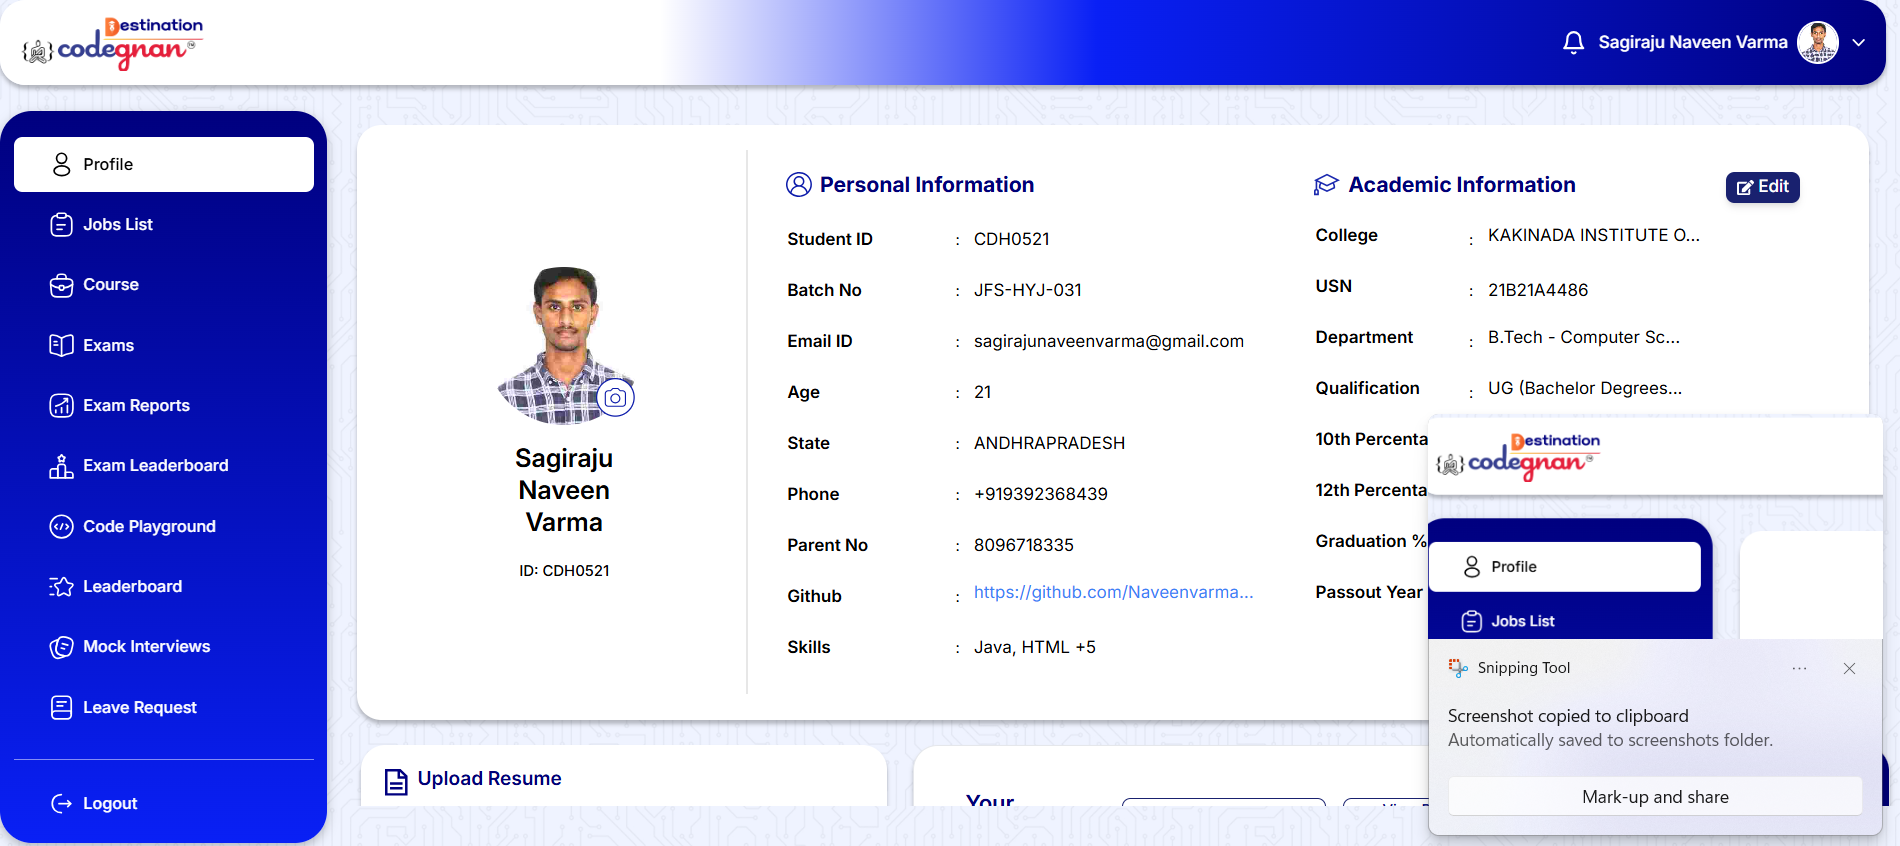 Destination
codegnan
Sagiraju Naveen Varma
Profile
Jobs List
Course
Exams
Exam Reports
Exam Leaderboard
Code Playground
Leaderboard
Mock Interviews
Leave Request
Logout
Sagiraju
Naveen
Varma
ID: CDH0521
Personal Information
Student ID : CDH0521
Batch No : JFS-HYJ-031
Email ID : sagirajunaveenvarma@gmail.com
Age : 21
State : ANDHRAPRADESH
Phone : +919392368439
Parent No : 8096718335
Github : https://github.com/Naveenvarma...
Skills : Java, HTML +5
Academic Information
Edit
College : KAKINADA INSTITUTE O...
USN : 21B21A4486
Department : B.Tech - Computer Sc...
Qualification : UG (Bachelor Degrees...
10th Percenta
12th Percenta
Graduation %
Passout Year
Upload Resume
Your
Destination
codegnan
Profile
Jobs List
Snipping Tool
Screenshot copied to clipboard
Automatically saved to screenshots folder.
Mark-up and share